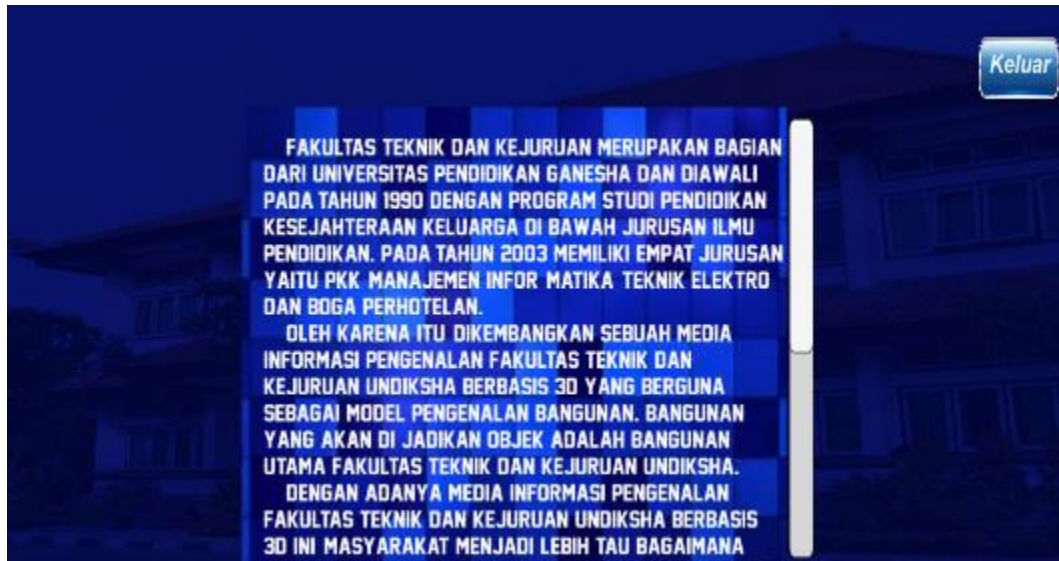 Keluar
FAKULTAS TEKNIK DAN KEJURUAN MERUPAKAN BAGIAN
DARI UNIVERSITAS PENDIDIKAN GANESHA DAN DIAWALI
PADA TAHUN 1990 DENGAN PROGRAM STUDI PENDIDIKAN
KESEJAHTERAAN KELUARGA DI BAWAH JURUSAN ILMU
PENDIDIKAN. PADA TAHUN 2003 MEMILIKI EMPAT JURUSAN
YAITU PKK MANAJEMEN INFOR MATIKA TEKNIK ELEKTRO
DAN BOGA PERHOTELAN.
OLEH KARENA ITU DIKEMBANGKAN SEBUAH MEDIA
INFORMASI PENGENALAN FAKULTAS TEKNIK DAN
KEJURUAN UNDIKSHA BERBASIS 3D YANG BERGUNA
SEBAGAI MODEL PENGENALAN BANGUNAN. BANGUNAN
YANG AKAN DI JADIKAN OBJEK ADALAH BANGUNAN
UTAMA FAKULTAS TEKNIK DAN KEJURUAN UNDIKSHA.
DENGAN ADANYA MEDIA INFORMASI PENGENALAN
FAKULTAS TEKNIK DAN KEJURUAN UNDIKSHA BERBASIS
3D INI MASYARAKAT MENJADI LEBIH TAU BAGAIMANA